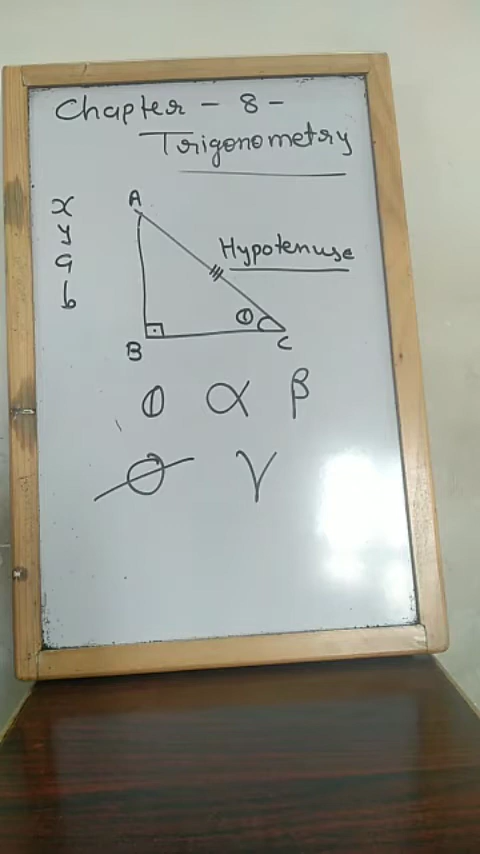 Chapter - 8 -
Trigonometry
x
y
a
b
A
Hypotenuse
θ
B
C
θ α β
θ γ